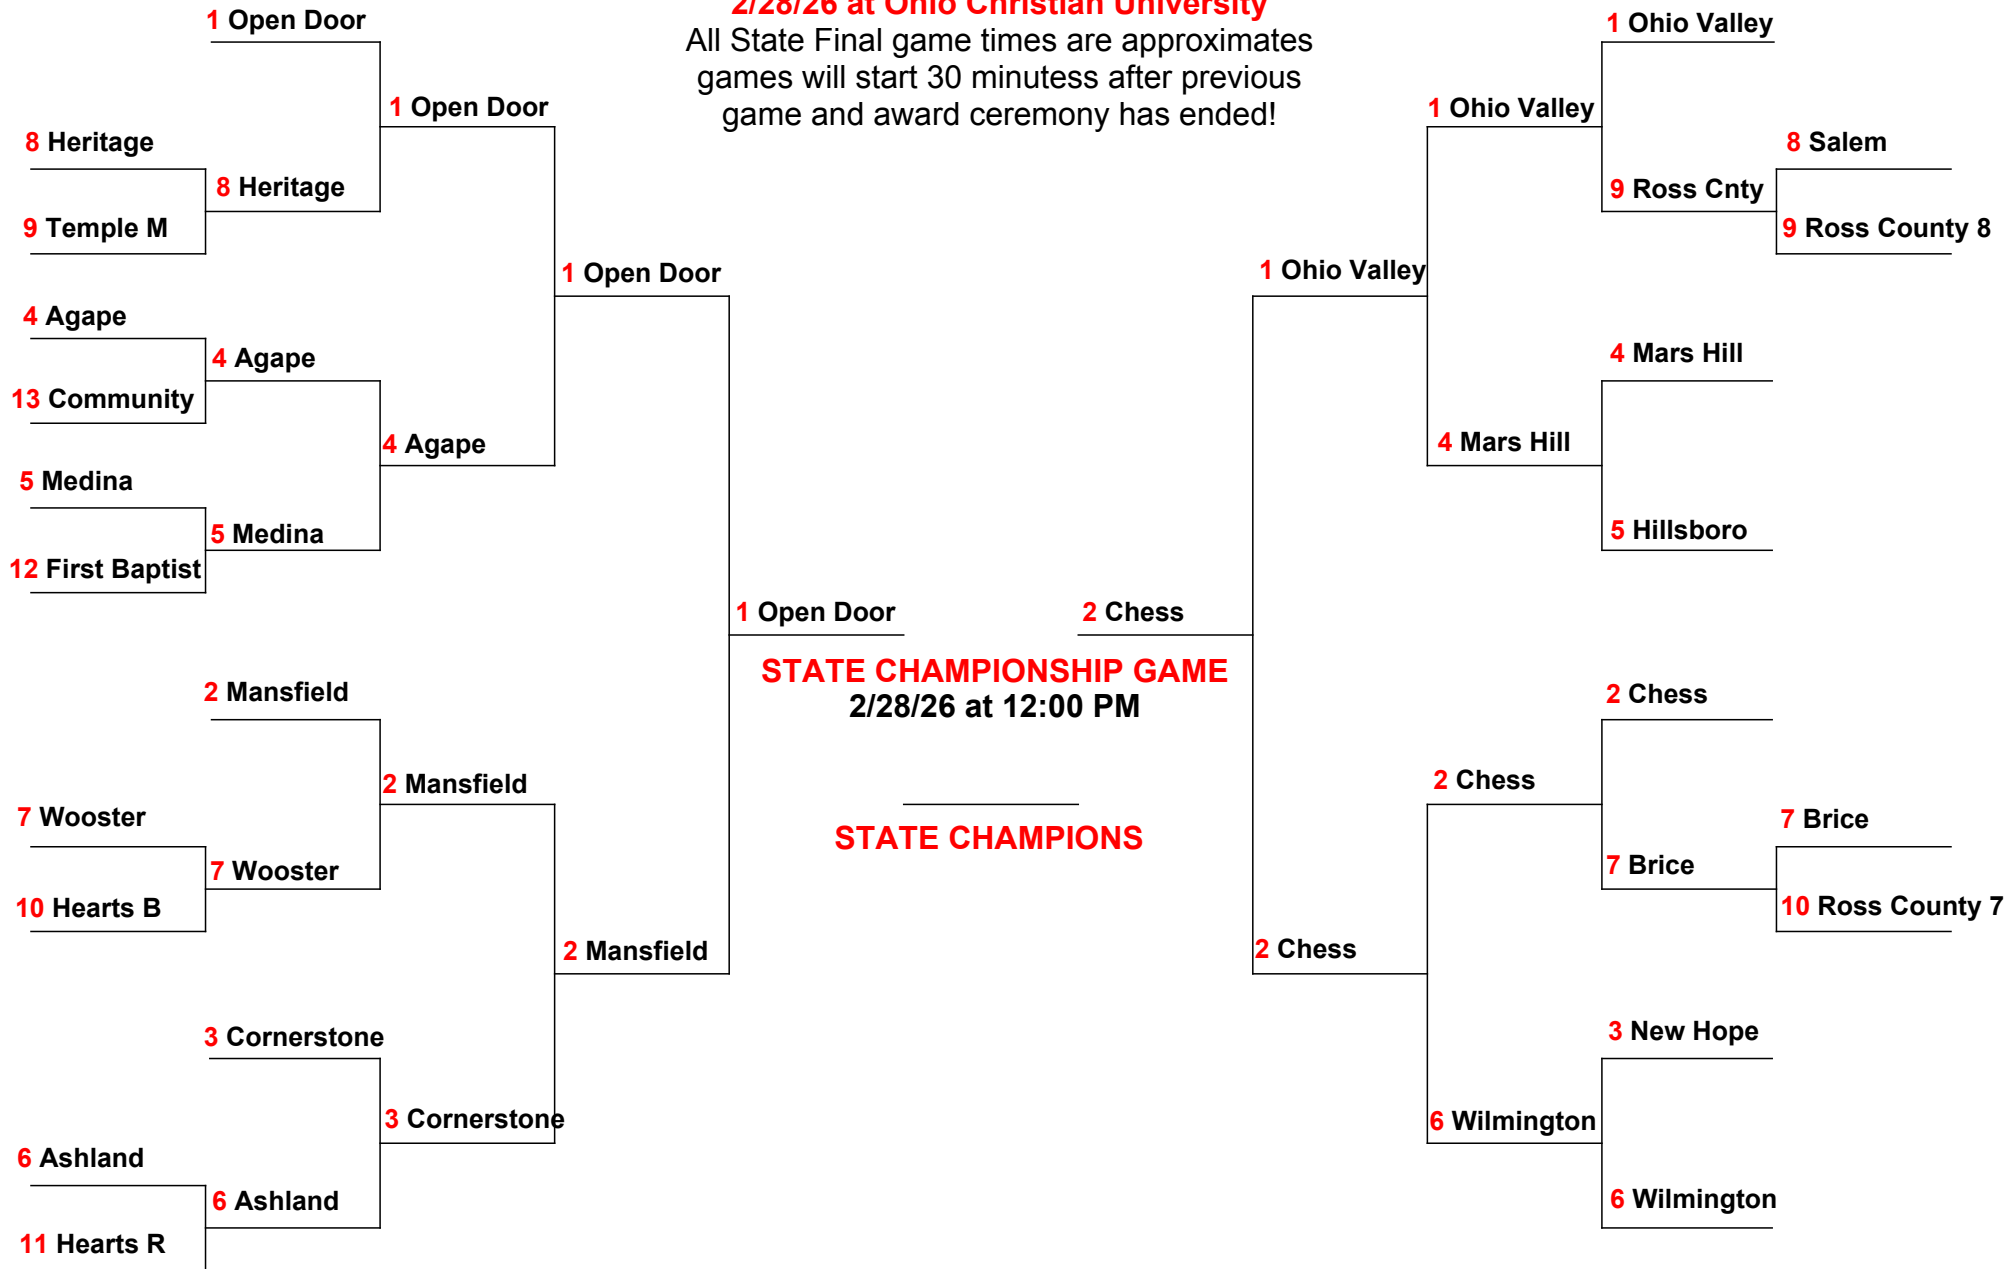 2/28/26 at Ohio Christian University
All State Final game times are approximates
games will start 30 minutess after previous
game and award ceremony has ended!
1 Open Door
1 Open Door
8 Heritage
8 Heritage
9 Temple M
1 Open Door
4 Agape
4 Agape
13 Community
4 Agape
5 Medina
5 Medina
12 First Baptist
1 Open Door
2 Mansfield
2 Mansfield
7 Wooster
7 Wooster
10 Hearts B
2 Mansfield
3 Cornerstone
3 Cornerstone
6 Ashland
6 Ashland
11 Hearts R
2 Chess
STATE CHAMPIONSHIP GAME
2/28/26 at 12:00 PM
STATE CHAMPIONS
1 Ohio Valley
1 Ohio Valley
8 Salem
9 Ross Cnty
9 Ross County 8
1 Ohio Valley
4 Mars Hill
4 Mars Hill
5 Hillsboro
2 Chess
2 Chess
7 Brice
7 Brice
10 Ross County 7
2 Chess
3 New Hope
6 Wilmington
6 Wilmington